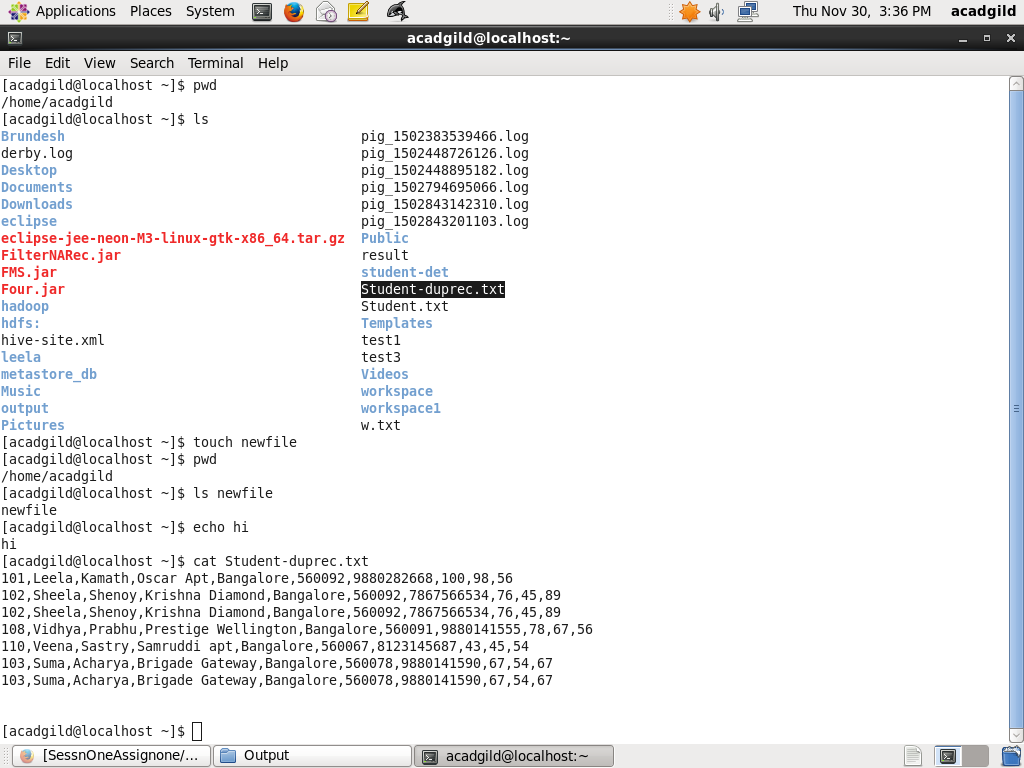 Applications Places System Thu Nov 30, 3:36 PM acadgild
acadgild@localhost:~
File Edit View Search Terminal Help
[acadgild@localhost ~]$ pwd
/home/acadgild
[acadgild@localhost ~]$ ls
Brundesh pig_1502383539466.log
derby.log pig_1502448726126.log
Desktop pig_1502448895182.log
Documents pig_1502794695066.log
Downloads pig_1502843142310.log
eclipse pig_1502843201103.log
eclipse-jee-neon-M3-linux-gtk-x86_64.tar.gz Public
FilterNARec.jar result
FMS.jar student-det
Four.jar Student-duprec.txt
hadoop Student.txt
hdfs: Templates
hive-site.xml test1
leela test3
metastore_db Videos
Music workspace
output workspace1
Pictures w.txt
[acadgild@localhost ~]$ touch newfile
[acadgild@localhost ~]$ pwd
/home/acadgild
[acadgild@localhost ~]$ ls newfile
newfile
[acadgild@localhost ~]$ echo hi
hi
[acadgild@localhost ~]$ cat Student-duprec.txt
101,Leela,Kamath,Oscar Apt,Bangalore,560092,9880282668,100,98,56
102,Sheela,Shenoy,Krishna Diamond,Bangalore,560092,7867566534,76,45,89
102,Sheela,Shenoy,Krishna Diamond,Bangalore,560092,7867566534,76,45,89
108,Vidhya,Prabhu,Prestige Wellington,Bangalore,560091,9880141555,78,67,56
110,Veena,Sastry,Samruddi apt,Bangalore,560067,8123145687,43,45,54
103,Suma,Acharya,Brigade Gateway,Bangalore,560078,9880141590,67,54,67
103,Suma,Acharya,Brigade Gateway,Bangalore,560078,9880141590,67,54,67
[acadgild@localhost ~]$
[SessnOneAssignone/... Output acadgild@localhost:~